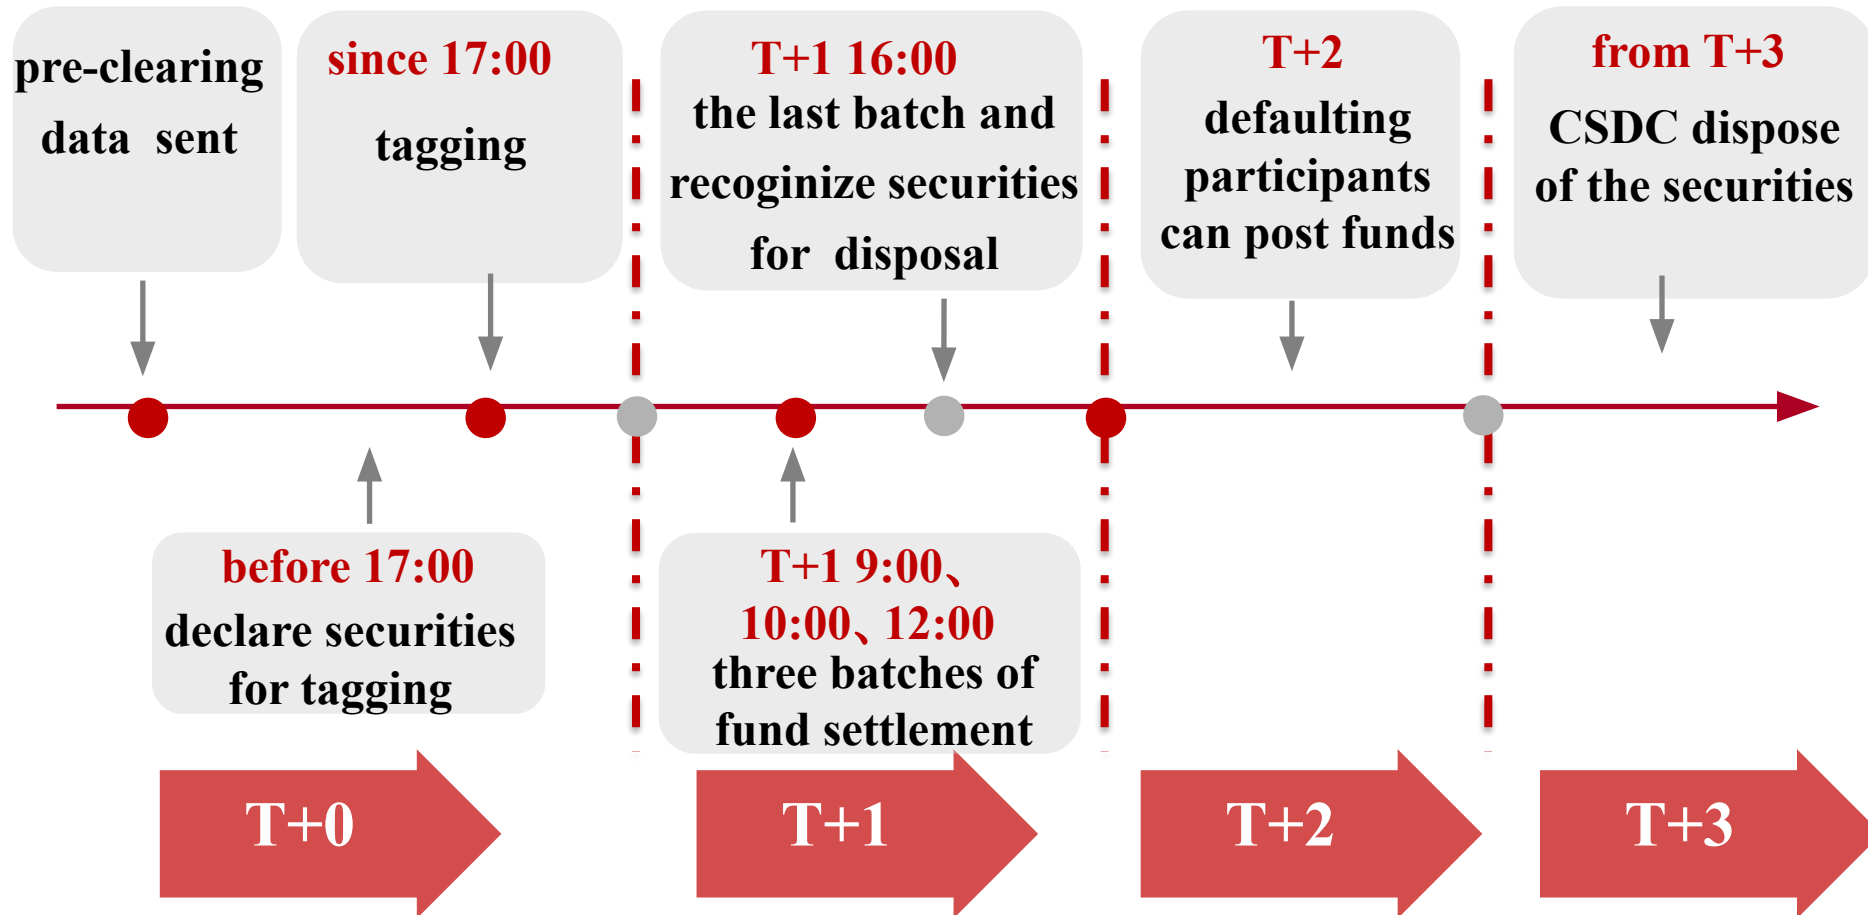 pre-clearing
data sent
since 17:00
tagging
T+1 16:00
the last batch and
recoginize securities
for disposal
T+2
defaulting
participants
can post funds
from T+3
CSDC dispose
of the securities
before 17:00
declare securities
for tagging
T+1 9:00、
10:00、12:00
three batches of
fund settlement
T+0
T+1
T+2
T+3